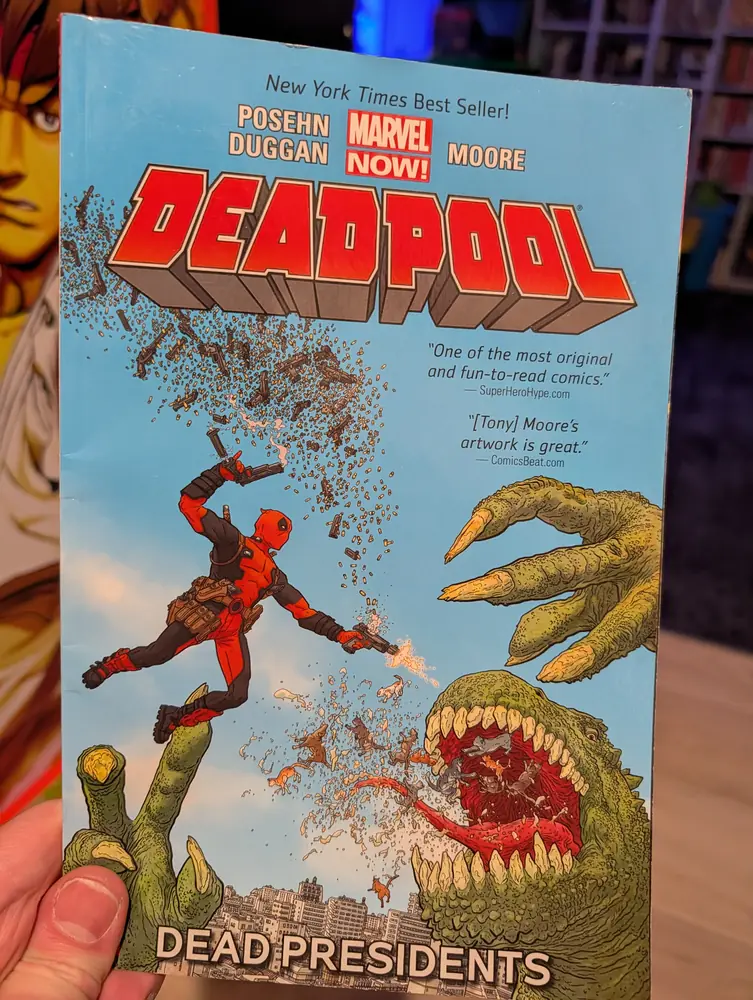 New York Times Best Seller!
POSEHN
DUGGAN
MARVEL
NOW!
MOORE
DEADPOOL
"One of the most original
and fun-to-read comics."
— SuperHeroHype.com
"[Tony] Moore's
artwork is great."
— ComicsBeat.com
DEAD PRESIDENTS